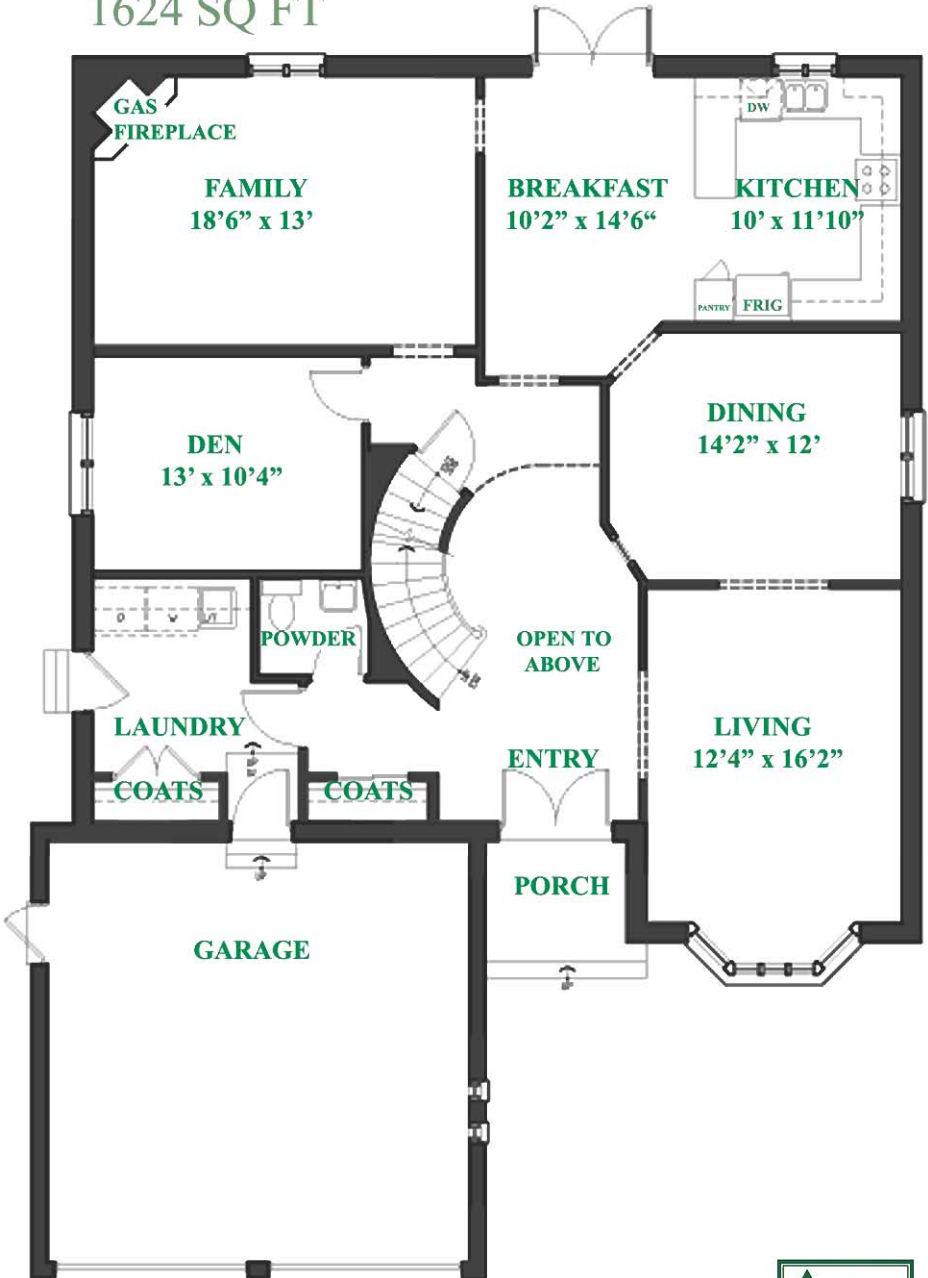 1624 SQ FT
GAS
FIREPLACE
FAMILY
18’6” x 13’
BREAKFAST
10’2” x 14’6“
KITCHEN
10’ x 11’10”
DW
PANTRY
FRIG
DEN
13’ x 10’4”
DINING
14’2” x 12’
POWDER
OPEN TO
ABOVE
LAUNDRY
COATS
COATS
ENTRY
LIVING
12’4” x 16’2”
PORCH
GARAGE